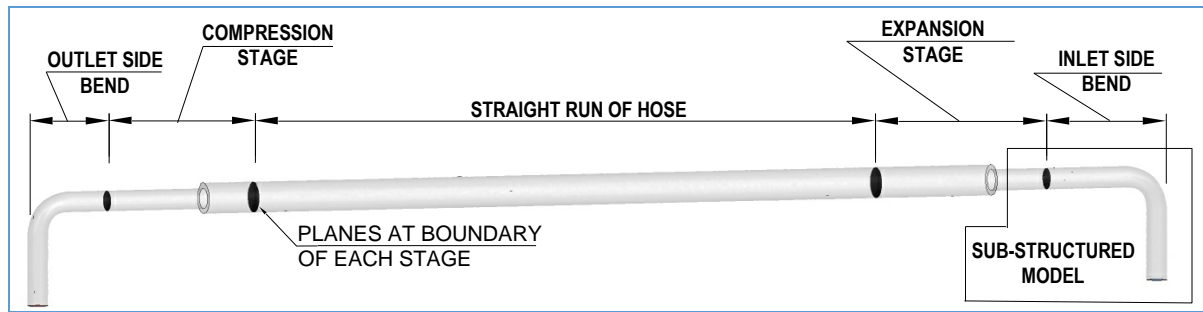 OUTLET SIDE
BEND
COMPRESSION
STAGE
STRAIGHT RUN OF HOSE
EXPANSION
STAGE
INLET SIDE
BEND
PLANES AT BOUNDARY
OF EACH STAGE
SUB-STRUCTURED
MODEL